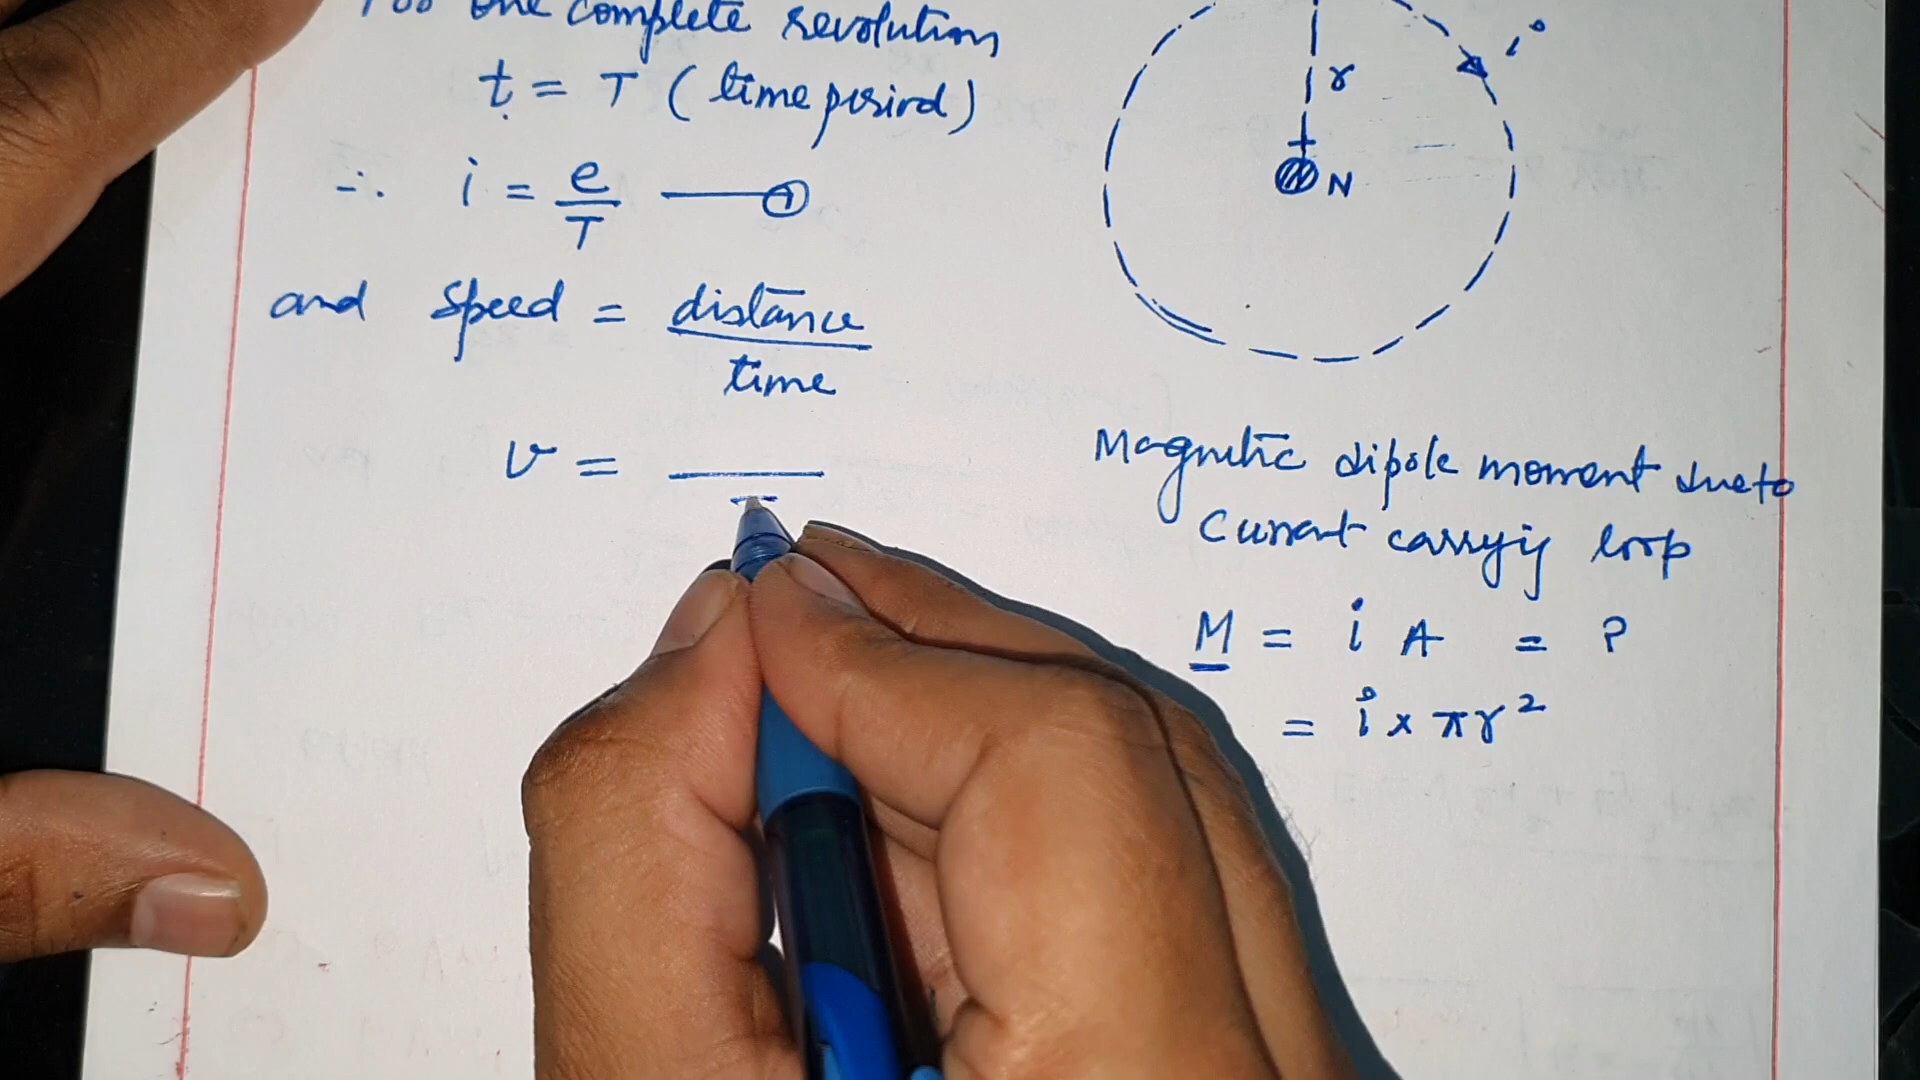 For one complete revolution
t = T (time period)
∴ i = e/T ——①
and speed = distance/time
v = —
i
r
+
N
Magnetic dipole moment due to
Current carryig loop
M = i A = ?
= i × πr²